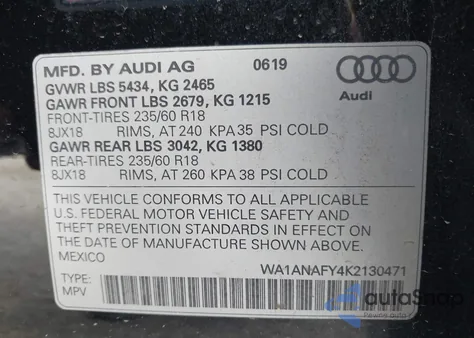 MFD. BY AUDI AG 0619
GVWR LBS 5434, KG 2465
GAWR FRONT LBS 2679, KG 1215
FRONT-TIRES 235/60 R18
8JX18 RIMS, AT 240 KPA 35 PSI COLD
GAWR REAR LBS 3042, KG 1380
REAR-TIRES 235/60 R18
8JX18 RIMS, AT 260 KPA 38 PSI COLD
Audi
THIS VEHICLE CONFORMS TO ALL APPLICABLE
U.S. FEDERAL MOTOR VEHICLE SAFETY AND
THEFT PREVENTION STANDARDS IN EFFECT ON
THE DATE OF MANUFACTURE SHOWN ABOVE.
MEXICO
WA1ANAFY4K2130471
TYPE:
MPV
autoSnap